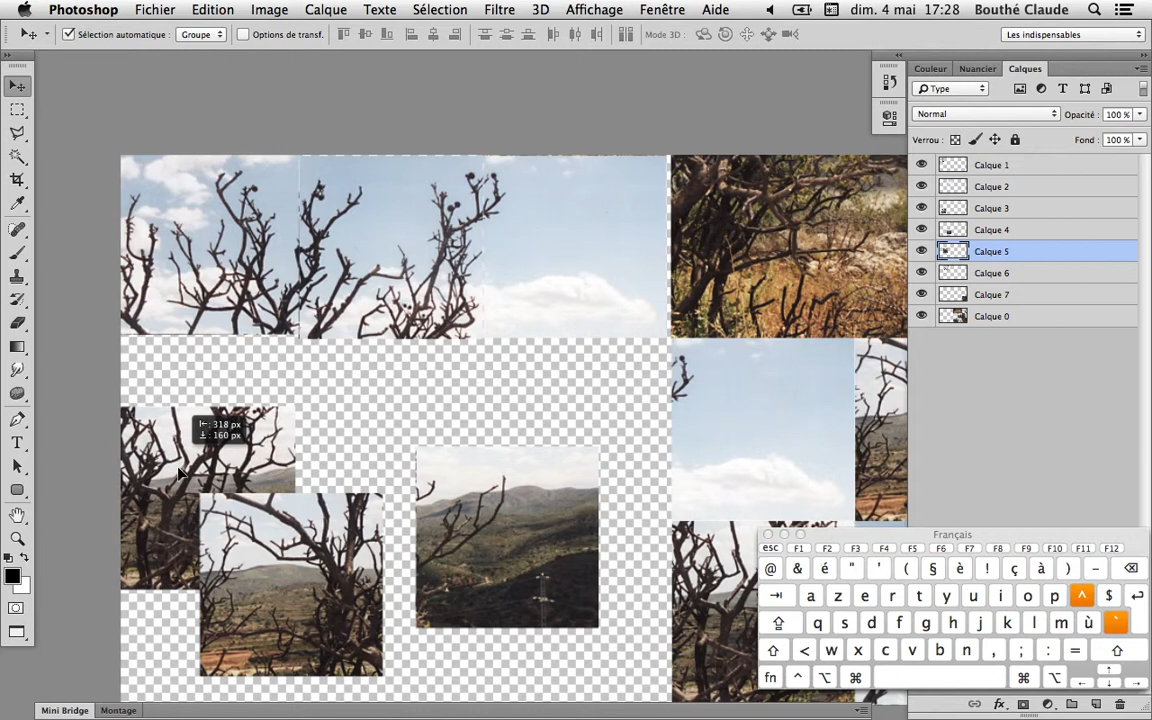 Photoshop Fichier Edition Image Calque Texte Sélection Filtre 3D Affichage Fenêtre Aide dim. 4 mai 17:28 Bouthé Claude
Sélection automatique : Groupe Options de transf. Mode 3D : Les indispensables
Couleur Nuancier Calques
Type
Normal Opacité : 100 %
Verrou : Fond : 100 %
Calque 1
Calque 2
Calque 3
Calque 4
Calque 5
Calque 6
Calque 7
Calque 0
318 px
160 px
Français
esc F1 F2 F3 F4 F5 F6 F7 F8 F9 F10 F11 F12
@ & é " ' ( § è ! ç à ) -
a z e r t y u i o p ^ $
q s d f g h j k l m ù `
< w x c v b n , ; : =
fn ^ ⌥ ⌘ ⌘ ⌥
Mini Bridge Montage